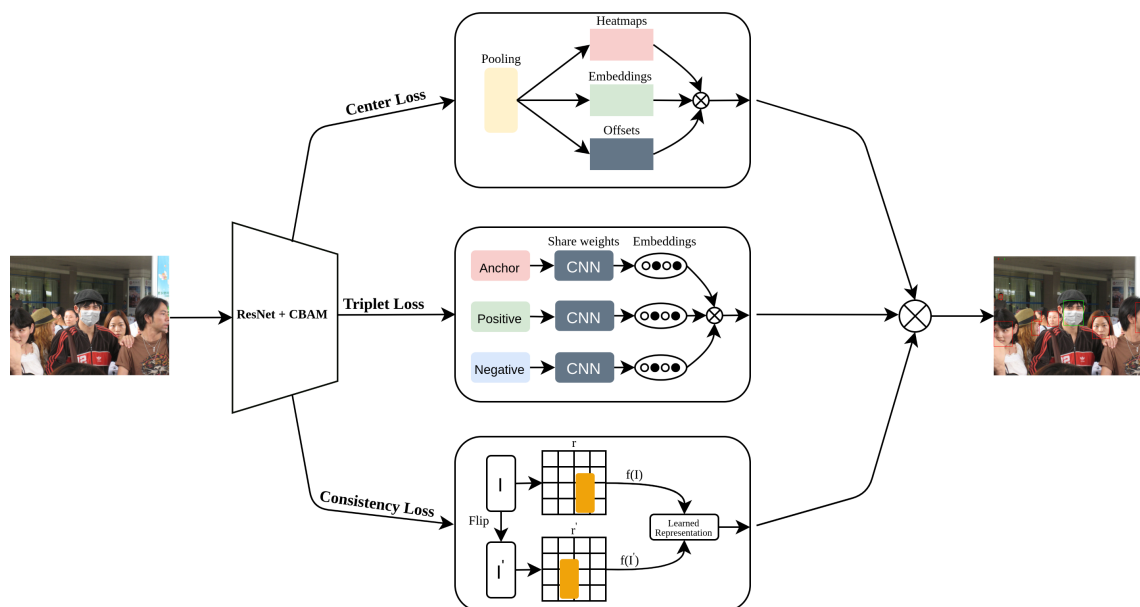 Heatmaps
Pooling
Embeddings
Offsets
Center Loss
Share weights
Embeddings
Anchor
CNN
Positive
CNN
Negative
CNN
ResNet + CBAM
Triplet Loss
Consistency Loss
r
I
f(I)
Flip
Learned
Representation
r'
I'
f(I')